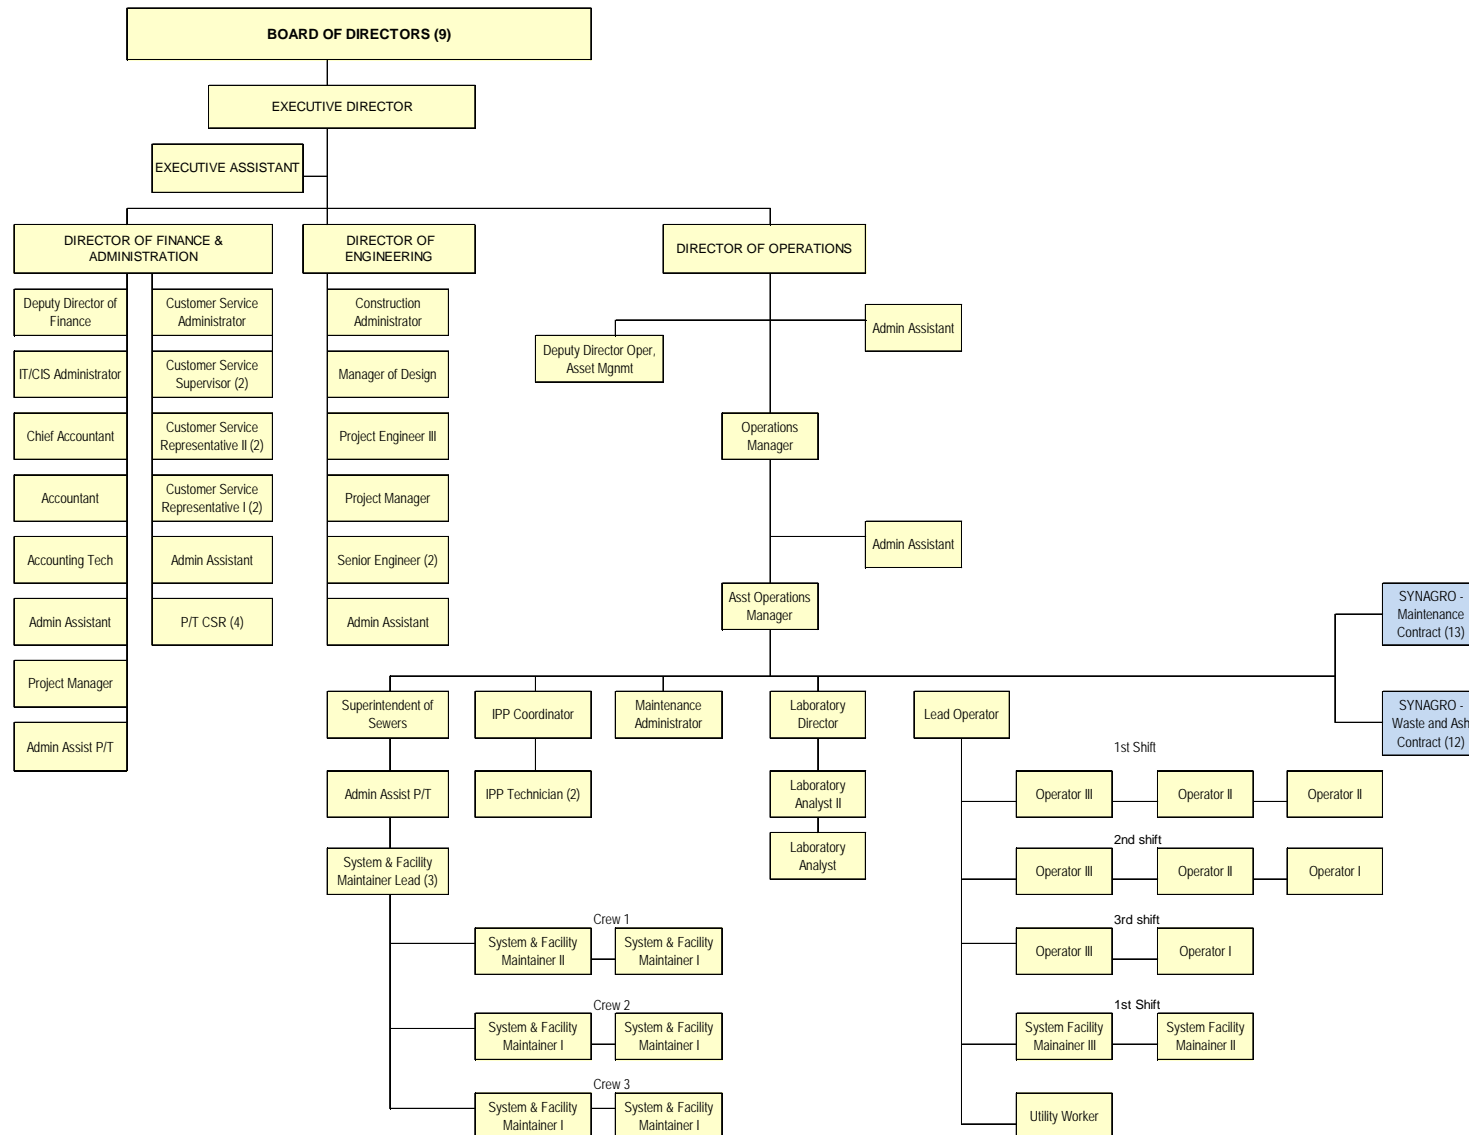 BOARD OF DIRECTORS (9)
EXECUTIVE DIRECTOR
EXECUTIVE ASSISTANT
DIRECTOR OF FINANCE &
ADMINISTRATION
DIRECTOR OF
ENGINEERING
DIRECTOR OF OPERATIONS
Deputy Director of
Finance
IT/CIS Administrator
Chief Accountant
Accountant
Accounting Tech
Admin Assistant
Project Manager
Admin Assist P/T
Customer Service
Administrator
Customer Service
Supervisor (2)
Customer Service
Representative II (2)
Customer Service
Representative I (2)
Admin Assistant
P/T CSR (4)
Construction
Administrator
Manager of Design
Project Engineer III
Project Manager
Senior Engineer (2)
Admin Assistant
Deputy Director Oper,
Asset Mgnmt
Admin Assistant
Operations
Manager
Admin Assistant
Asst Operations
Manager
SYNAGRO -
Maintenance
Contract (13)
SYNAGRO -
Waste and Ash
Contract (12)
Superintendent of
Sewers
Admin Assist P/T
System & Facility
Maintainer Lead (3)
Crew 1
System & Facility
Maintainer II
System & Facility
Maintainer I
Crew 2
System & Facility
Maintainer I
System & Facility
Maintainer I
Crew 3
System & Facility
Maintainer I
System & Facility
Maintainer I
IPP Coordinator
IPP Technician (2)
Maintenance
Administrator
Laboratory
Director
Laboratory
Analyst II
Laboratory
Analyst
Lead Operator
1st Shift
Operator III
Operator II
Operator II
2nd shift
Operator III
Operator II
Operator I
3rd shift
Operator III
Operator I
1st Shift
System Facility
Mainainer III
System Facility
Mainainer II
Utility Worker